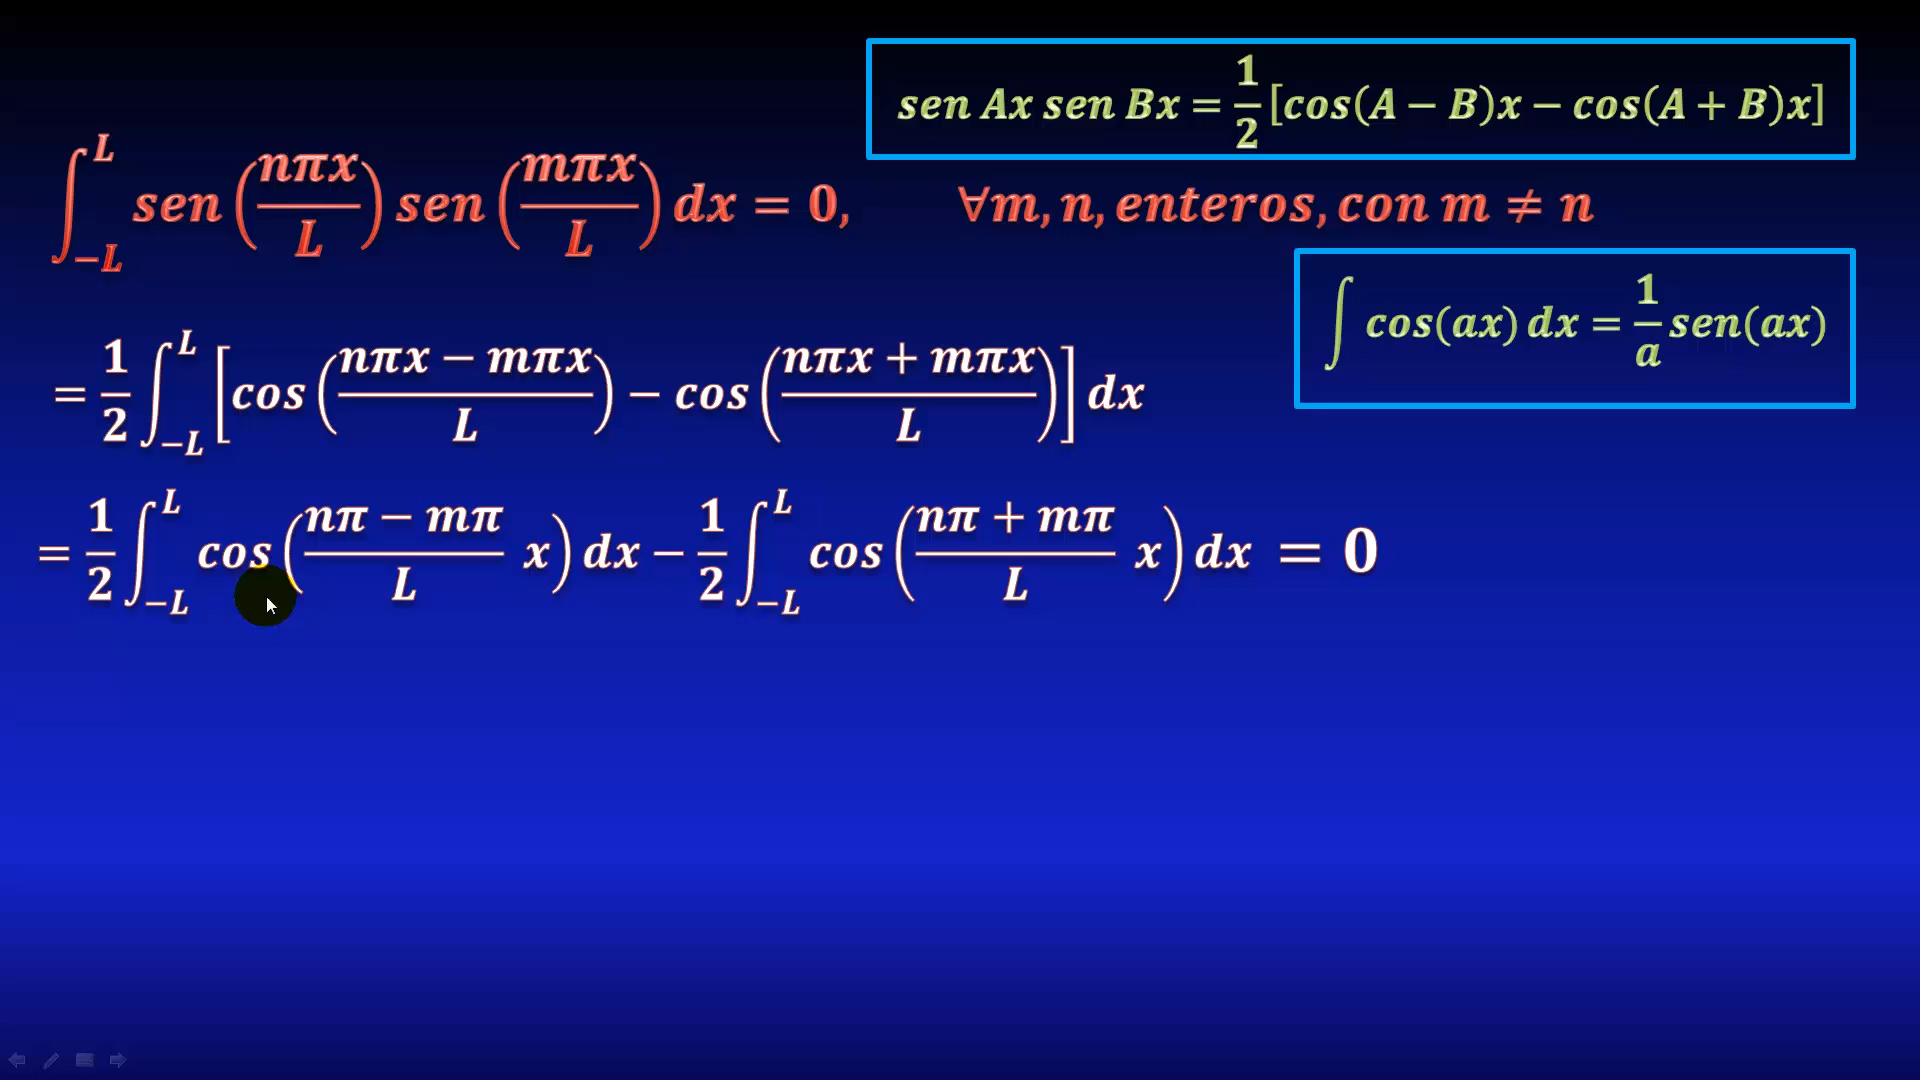 sen Ax sen Bx = 1/2 [cos(A − B)x − cos(A + B)x]
∫_{−L}^{L} sen (nπx/L) sen (mπx/L) dx = 0, ∀m, n, enteros, con m ≠ n
∫ cos(ax) dx = 1/a sen(ax)
= 1/2 ∫_{−L}^{L} [cos ((nπx − mπx)/L) − cos ((nπx + mπx)/L)] dx
= 1/2 ∫_{−L}^{L} cos ((nπ − mπ)/L x) dx − 1/2 ∫_{−L}^{L} cos ((nπ + mπ)/L x) dx = 0